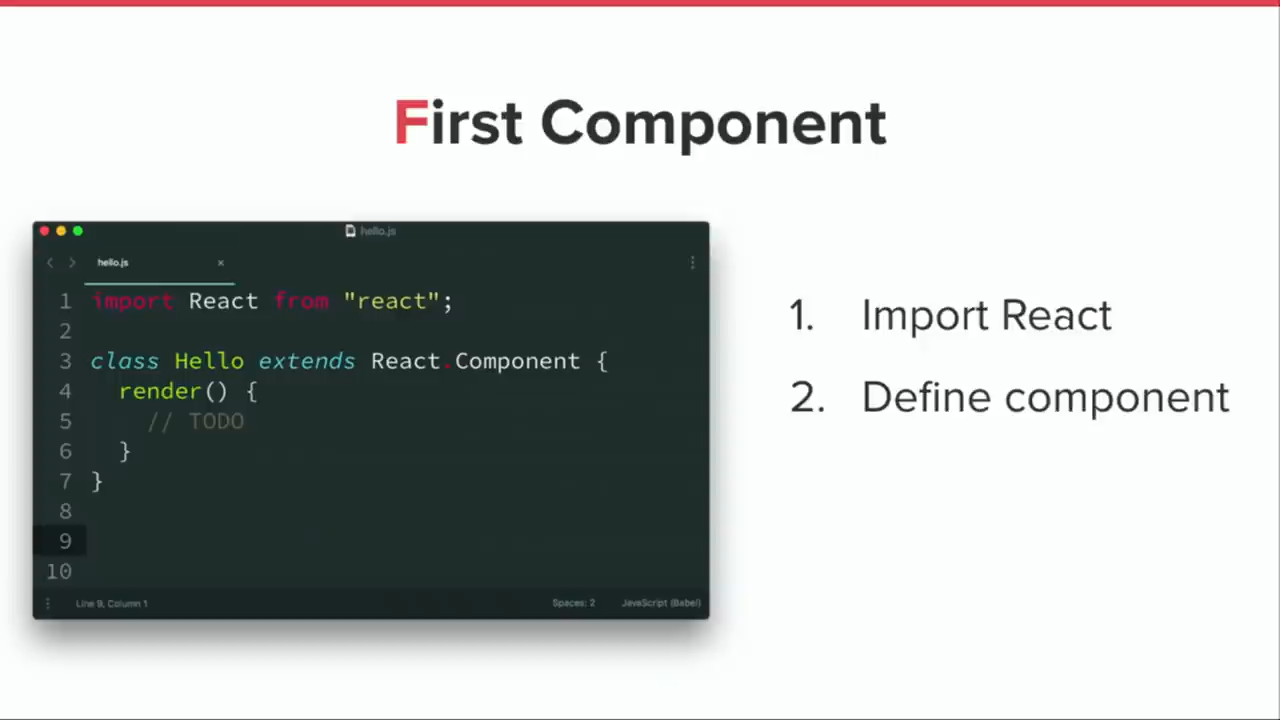 First Component
hello.js
hello.js ×
1 import React from "react";
2
3 class Hello extends React.Component {
4   render() {
5     // TODO
6   }
7 }
8
9
10
Line 9, Column 1 Spaces: 2 JavaScript (Babel)
1. Import React
2. Define component